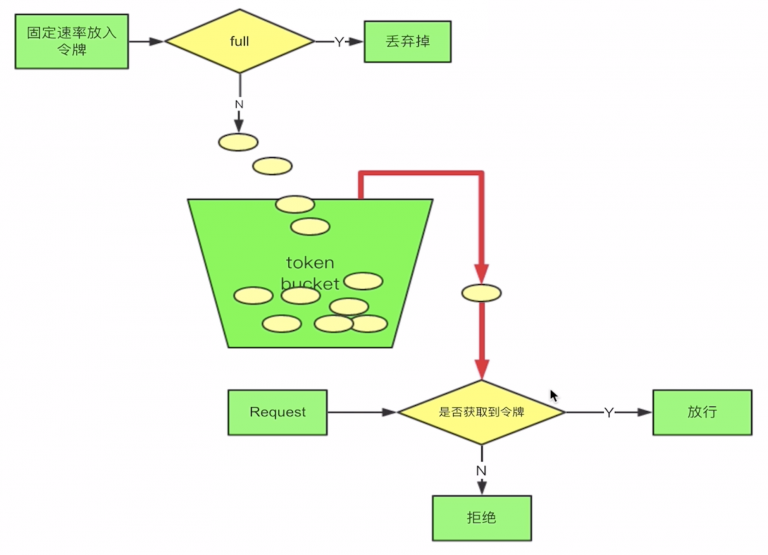 固定速率放入
令牌
full
Y
丢弃掉
N
token
bucket
Request
是否获取到令牌
Y
放行
N
拒绝